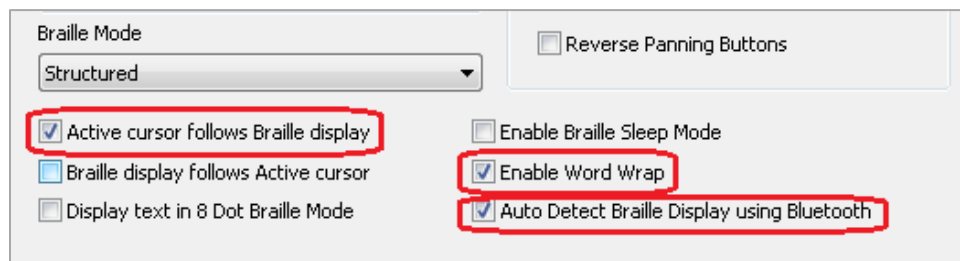 Braille Mode
Structured
Reverse Panning Buttons
Active cursor follows Braille display
Braille display follows Active cursor
Display text in 8 Dot Braille Mode
Enable Braille Sleep Mode
Enable Word Wrap
Auto Detect Braille Display using Bluetooth